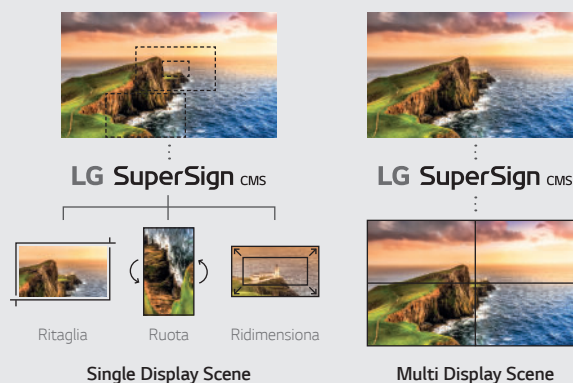 LG SuperSign CMS
LG SuperSign CMS
Ritaglia
Ruota
Ridimensiona
Single Display Scene
Multi Display Scene